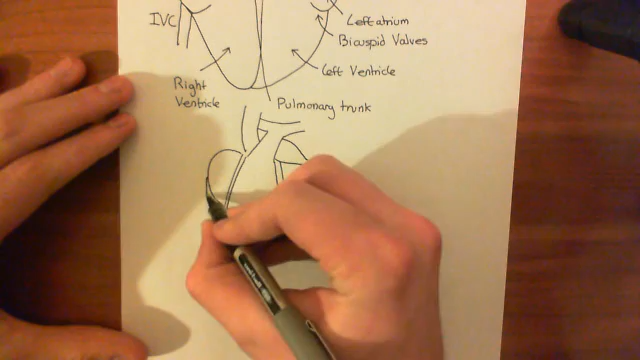 IVC
Left atrium
Bicuspid Valves
Left Ventricle
Right
Ventricle
Pulmonary trunk